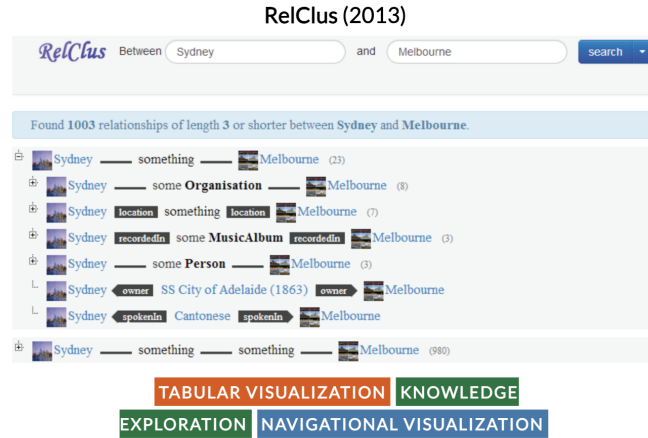 RelClus (2013)
RelClus Between Sydney and Melbourne search
Found 1003 relationships of length 3 or shorter between Sydney and Melbourne.
Sydney something Melbourne (23)
Sydney some Organisation Melbourne (8)
Sydney location something location Melbourne (7)
Sydney recordedIn some MusicAlbum recordedIn Melbourne (3)
Sydney some Person Melbourne (3)
Sydney owner SS City of Adelaide (1863) owner Melbourne
Sydney spokenIn Cantonese spokenIn Melbourne
Sydney something something Melbourne (980)
TABULAR VISUALIZATION KNOWLEDGE
EXPLORATION NAVIGATIONAL VISUALIZATION